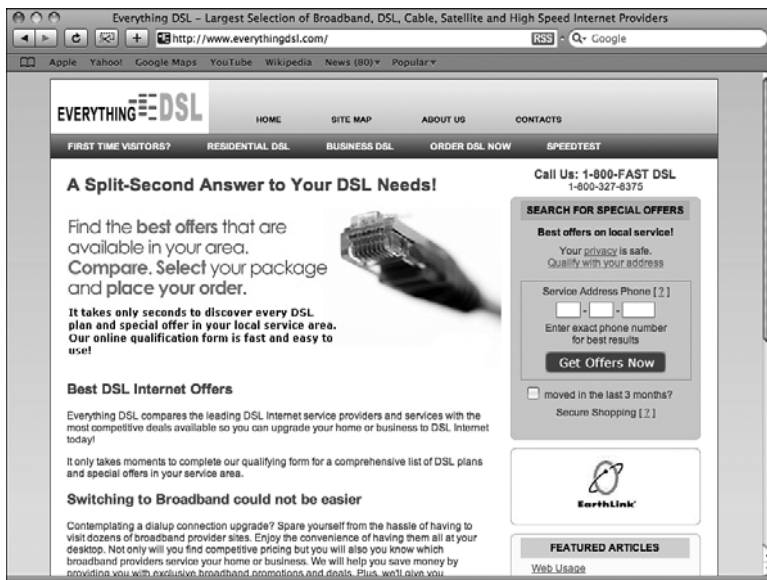 Everything DSL – Largest Selection of Broadband, DSL, Cable, Satellite and High Speed Internet Providers
http://www.everythingdsl.com/
RSS
Google
Apple Yahoo! Google Maps YouTube Wikipedia News (80) Popular
EVERYTHING DSL
HOME SITE MAP ABOUT US CONTACTS
FIRST TIME VISITORS? RESIDENTIAL DSL BUSINESS DSL ORDER DSL NOW SPEEDTEST
A Split-Second Answer to Your DSL Needs!
Find the best offers that are
available in your area.
Compare. Select your package
and place your order.
It takes only seconds to discover every DSL
plan and special offer in your local service area.
Our online qualification form is fast and easy to
use!
Best DSL Internet Offers
Everything DSL compares the leading DSL Internet service providers and services with the
most competitive deals available so you can upgrade your home or business to DSL Internet
today!
It only takes moments to complete our qualifying form for a comprehensive list of DSL plans
and special offers in your service area.
Switching to Broadband could not be easier
Contemplating a dialup connection upgrade? Spare yourself from the hassle of having to
visit dozens of broadband provider sites. Enjoy the convenience of having them all at your
desktop. Not only will you find competitive pricing but you will also you know which
broadband providers service your home or business. We will help you save money by
providing you with exclusive broadband promotions and deals. Plus, we'll give you
Call Us: 1-800-FAST DSL
1-800-327-8375
SEARCH FOR SPECIAL OFFERS
Best offers on local service!
Your privacy is safe.
Qualify with your address
Service Address Phone [ ? ]
- -
Enter exact phone number
for best results
Get Offers Now
moved in the last 3 months?
Secure Shopping [ ? ]
EarthLink
FEATURED ARTICLES
Web Usage